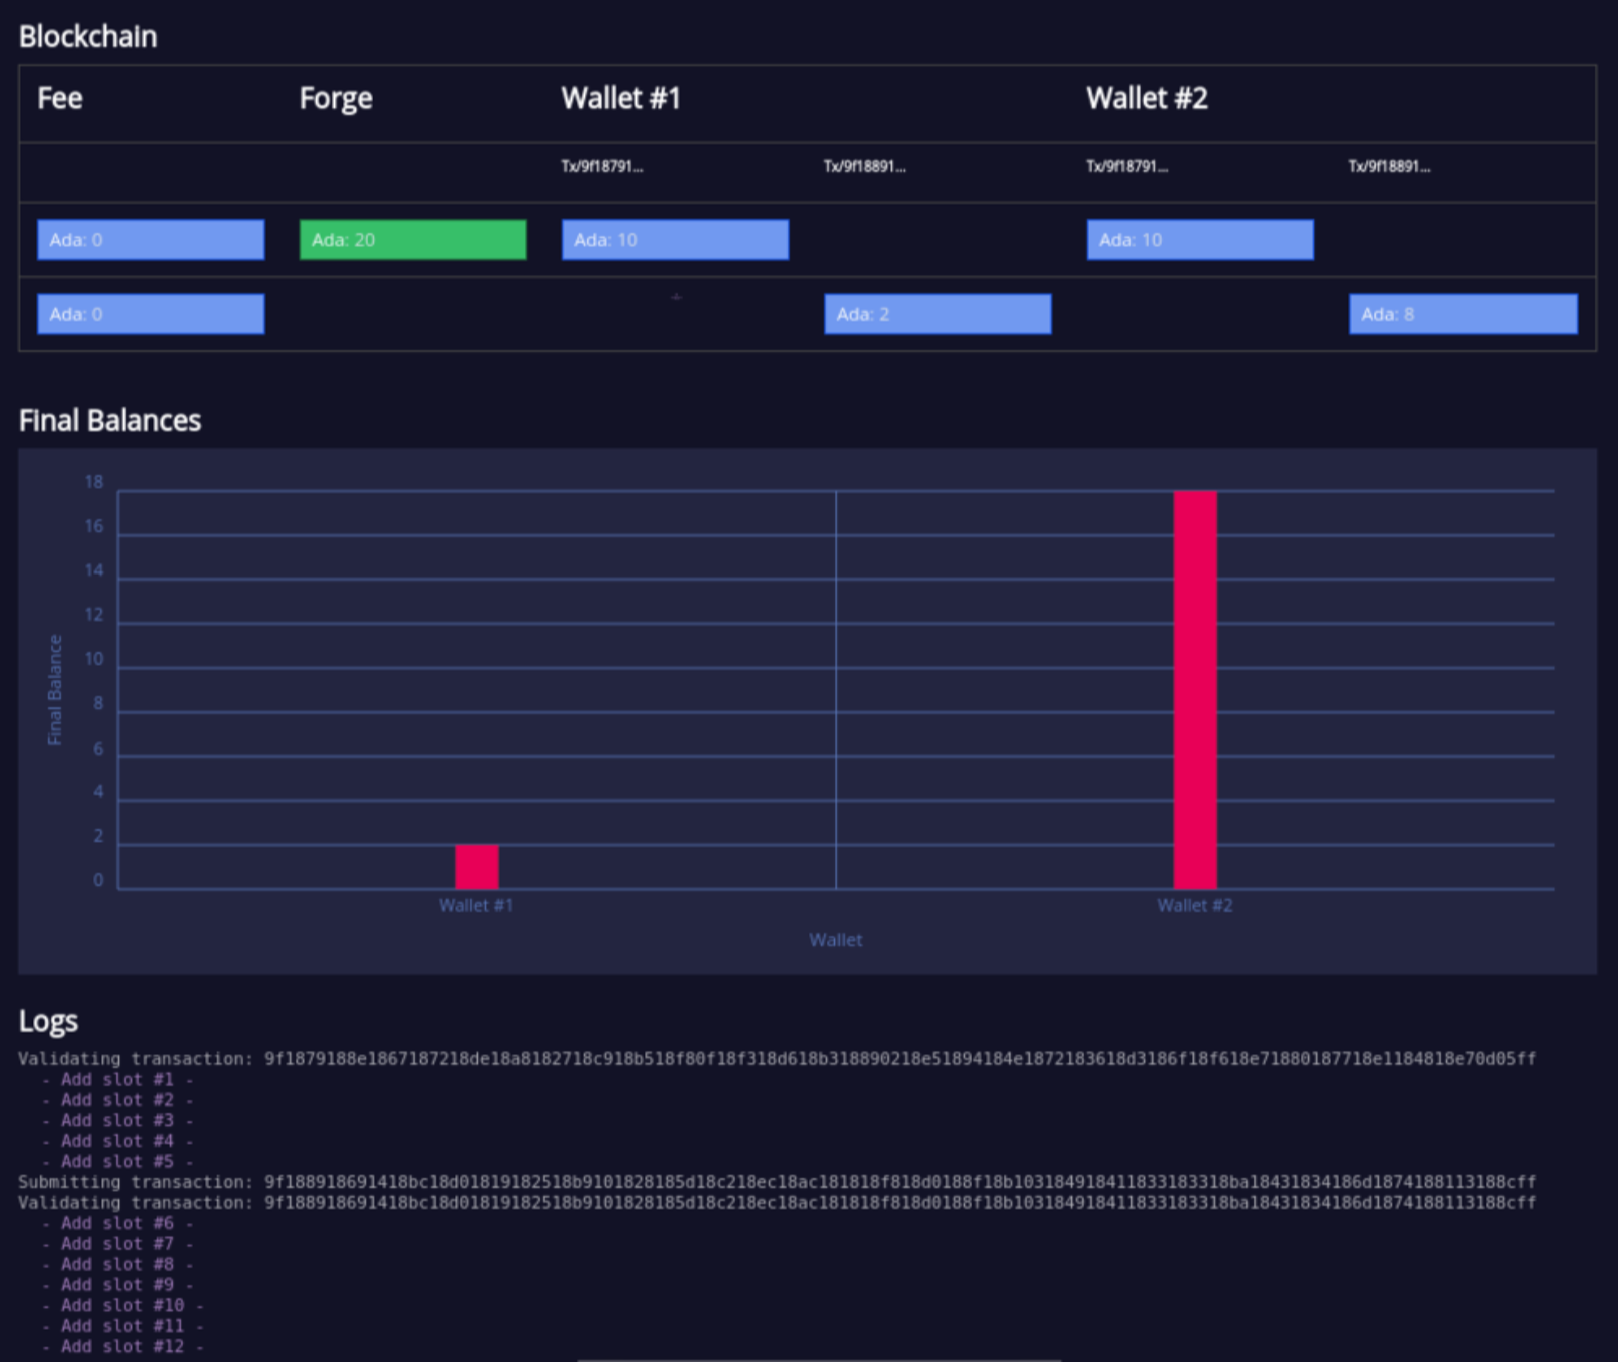 Blockchain
Fee Forge Wallet #1 Wallet #2
Tx/9f18791... Tx/9f18891... Tx/9f18791... Tx/9f18891...
Ada: 0 Ada: 20 Ada: 10 Ada: 10
Ada: 0 Ada: 2 Ada: 8
Final Balances
18
16
14
12
10
8
6
4
2
0
Final Balance
Wallet #1 Wallet #2
Wallet
Logs
Validating transaction: 9f1879188e1867187218de18a8182718c918b518f80f18f318d618b318890218e51894184e1872183618d3186f18f618e71880187718e1184818e70d05ff
- Add slot #1 -
- Add slot #2 -
- Add slot #3 -
- Add slot #4 -
- Add slot #5 -
Submitting transaction: 9f188918691418bc18d01819182518b9101828185d18c218ec18ac181818f818d0188f18b1031849184118331833​18ba18431834186d1874188113188cff
Validating transaction: 9f188918691418bc18d01819182518b9101828185d18c218ec18ac181818f818d0188f18b103184918411833183318ba18431834186d1874188113188cff
- Add slot #6 -
- Add slot #7 -
- Add slot #8 -
- Add slot #9 -
- Add slot #10 -
- Add slot #11 -
- Add slot #12 -